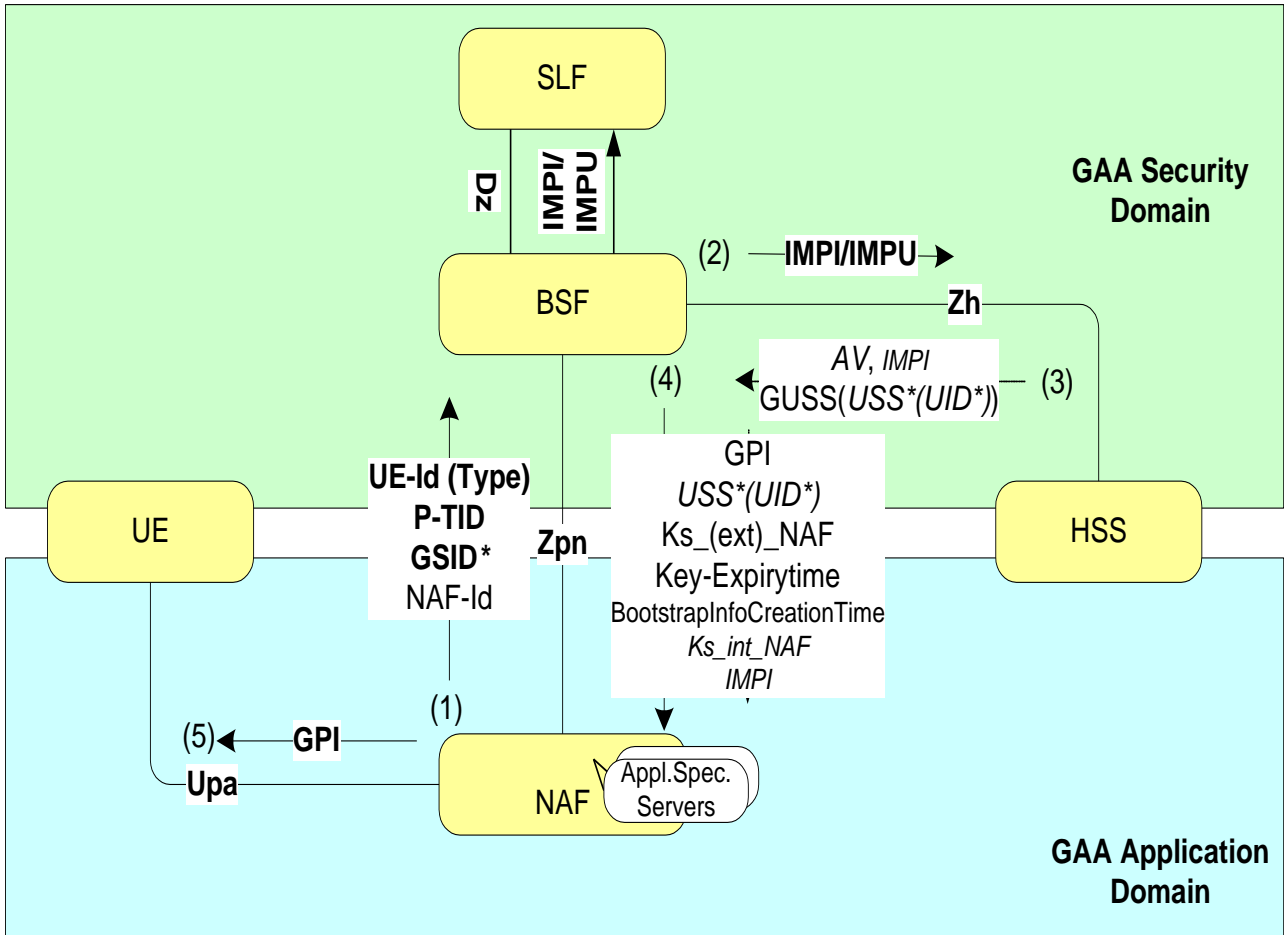 SLF
Dz
IMPI/
IMPU
GAA Security
Domain
(2)
IMPI/IMPU
BSF
Zh
(4)
AV, IMPI
GUSS(USS*(UID*))
(3)
UE-Id (Type)
P-TID
GSID*
NAF-Id
Zpn
GPI
USS*(UID*)
Ks_(ext)_NAF
Key-Expirytime
BootstrapInfoCreationTime
Ks_int_NAF
IMPI
UE
HSS
(1)
(5)
GPI
Upa
NAF
Appl.Spec.
Servers
GAA Application
Domain